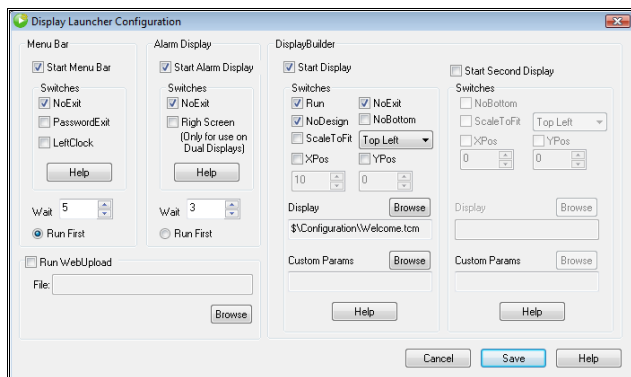 Display Launcher Configuration
Menu Bar
Start Menu Bar
Switches
NoExit
PasswordExit
LeftClock
Help
Wait 5
Run First
Alarm Display
Start Alarm Display
Switches
NoExit
Righ Screen
(Only for use on
Dual Displays)
Help
Wait 3
Run First
Run WebUpload
File:
Browse
DisplayBuilder
Start Display
Switches
Run NoExit
NoDesign NoBottom
ScaleToFit Top Left
XPos YPos
10 0
Display Browse
$\Configuration\Welcome.tcm
Custom Params Browse
Help
Start Second Display
Switches
NoBottom
ScaleToFit Top Left
XPos YPos
0 0
Display Browse
Custom Params Browse
Help
Cancel Save Help